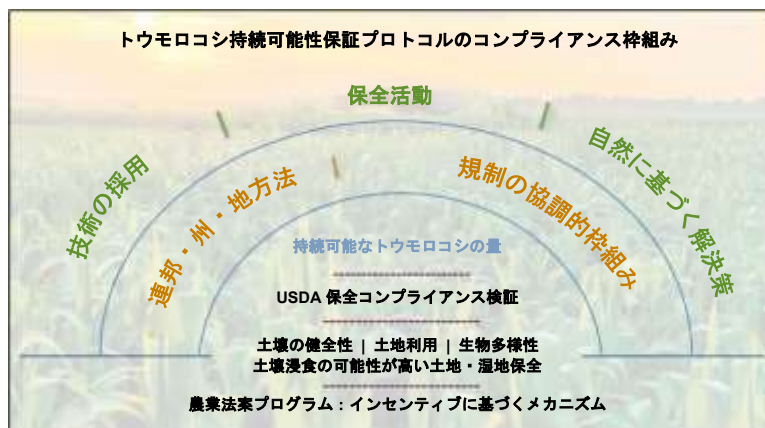 トウモロコシ持続可能性保証プロトコルのコンプライアンス枠組み
保全活動
技術の採用
自然に基づく解決策
連邦・州・地方法
規制の協調的枠組み
持続可能なトウモロコシの量
USDA 保全コンプライアンス検証
土壌の健全性 | 土地利用 | 生物多様性
土壌浸食の可能性が高い土地・湿地保全
農業法案プログラム：インセンティブに基づくメカニズム